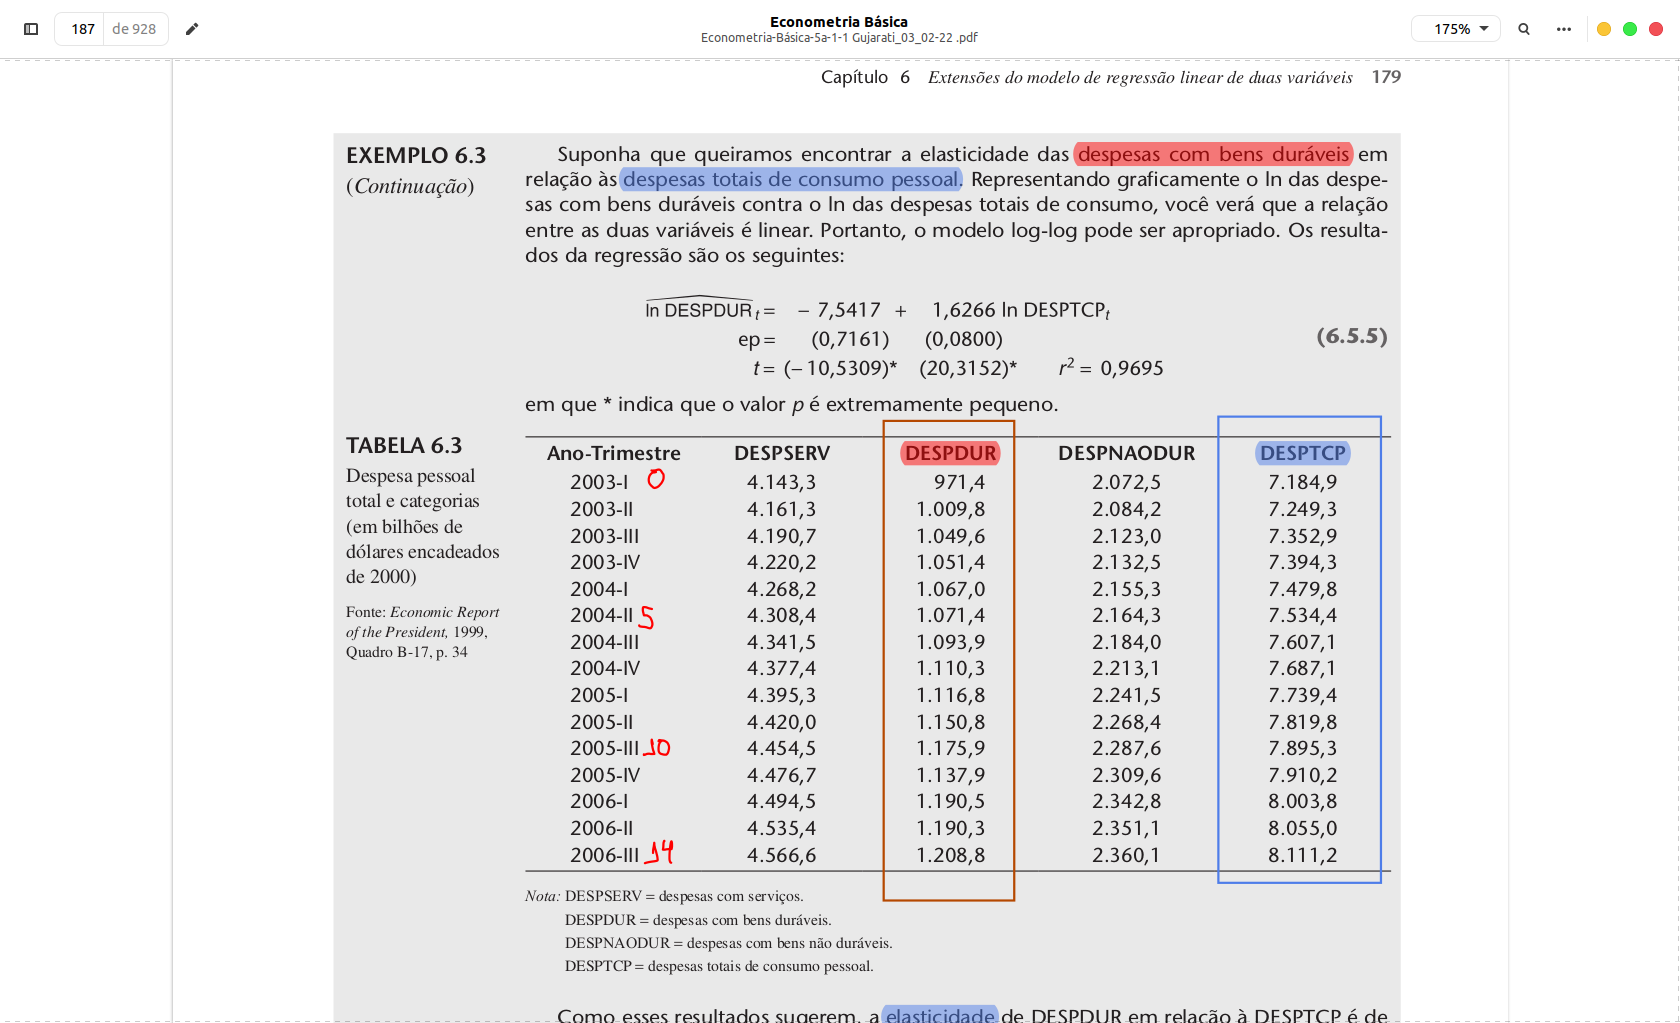 187 de 928
Econometria Básica
Econometria-Básica-5a-1-1 Gujarati_03_02-22 .pdf
175%
Capítulo 6 Extensões do modelo de regressão linear de duas variáveis 179
EXEMPLO 6.3
(Continuação)
Suponha que queiramos encontrar a elasticidade das despesas com bens duráveis em
relação às despesas totais de consumo pessoal. Representando graficamente o ln das despe-
sas com bens duráveis contra o ln das despesas totais de consumo, você verá que a relação
entre as duas variáveis é linear. Portanto, o modelo log-log pode ser apropriado. Os resulta-
dos da regressão são os seguintes:
ln DESPDUR t = – 7,5417 + 1,6266 ln DESPTCPt
ep = (0,7161) (0,0800)
(6.5.5)
t = (– 10,5309)* (20,3152)* r2 = 0,9695
em que * indica que o valor p é extremamente pequeno.
TABELA 6.3
Despesa pessoal
total e categorias
(em bilhões de
dólares encadeados
de 2000)
Fonte: Economic Report
of the President, 1999,
Quadro B-17, p. 34
Ano-Trimestre DESPSERV DESPDUR DESPNAODUR DESPTCP
2003-I 0 4.143,3 971,4 2.072,5 7.184,9
2003-II 4.161,3 1.009,8 2.084,2 7.249,3
2003-III 4.190,7 1.049,6 2.123,0 7.352,9
2003-IV 4.220,2 1.051,4 2.132,5 7.394,3
2004-I 4.268,2 1.067,0 2.155,3 7.479,8
2004-II 5 4.308,4 1.071,4 2.164,3 7.534,4
2004-III 4.341,5 1.093,9 2.184,0 7.607,1
2004-IV 4.377,4 1.110,3 2.213,1 7.687,1
2005-I 4.395,3 1.116,8 2.241,5 7.739,4
2005-II 4.420,0 1.150,8 2.268,4 7.819,8
2005-III 10 4.454,5 1.175,9 2.287,6 7.895,3
2005-IV 4.476,7 1.137,9 2.309,6 7.910,2
2006-I 4.494,5 1.190,5 2.342,8 8.003,8
2006-II 4.535,4 1.190,3 2.351,1 8.055,0
2006-III 14 4.566,6 1.208,8 2.360,1 8.111,2
Nota: DESPSERV = despesas com serviços.
DESPDUR = despesas com bens duráveis.
DESPNAODUR = despesas com bens não duráveis.
DESPTCP = despesas totais de consumo pessoal.
Como esses resultados sugerem, a elasticidade de DESPDUR em relação à DESPTCP é de